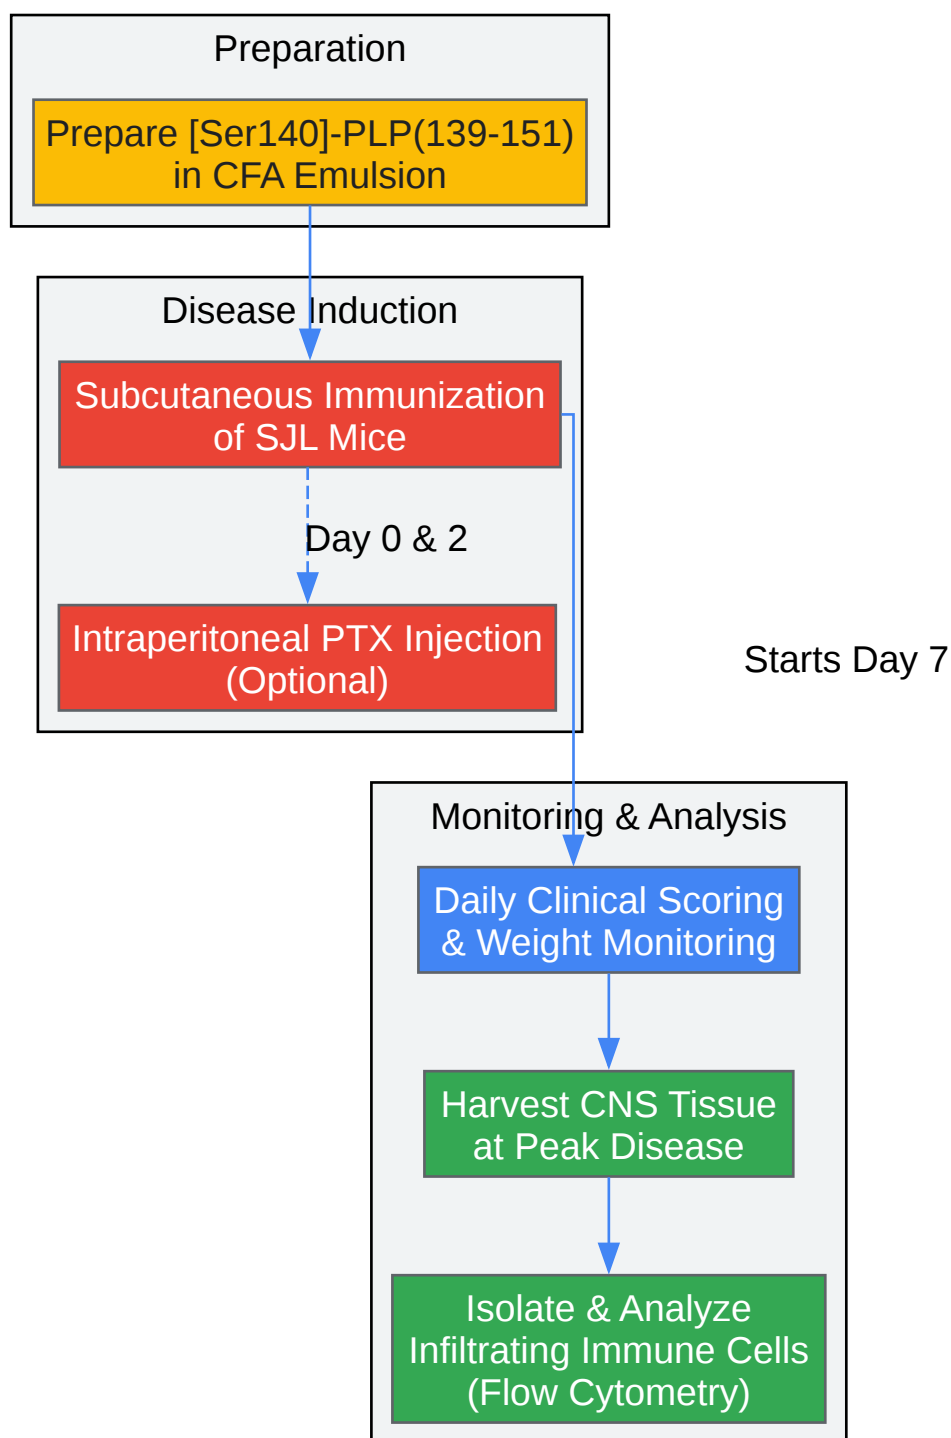 Preparation
Prepare [Ser140]-PLP(139-151)
in CFA Emulsion
Disease Induction
Subcutaneous Immunization
of SJL Mice
Day 0 & 2
Intraperitoneal PTX Injection
(Optional)
Starts Day 7
Monitoring & Analysis
Daily Clinical Scoring
& Weight Monitoring
Harvest CNS Tissue
at Peak Disease
Isolate & Analyze
Infiltrating Immune Cells
(Flow Cytometry)